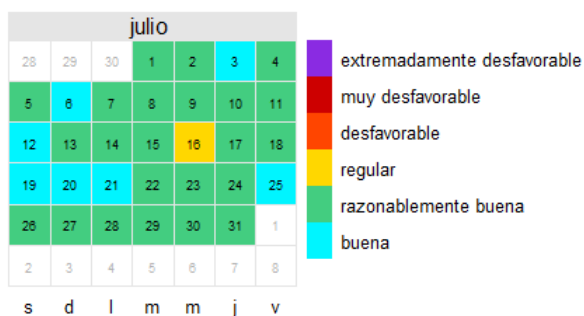 julio
28 29 30 1 2 3 4
5 6 7 8 9 10 11
12 13 14 15 16 17 18
19 20 21 22 23 24 25
26 27 28 29 30 31 1
2 3 4 5 6 7 8
s d l m m j v
extremadamente desfavorable
muy desfavorable
desfavorable
regular
razonablemente buena
buena